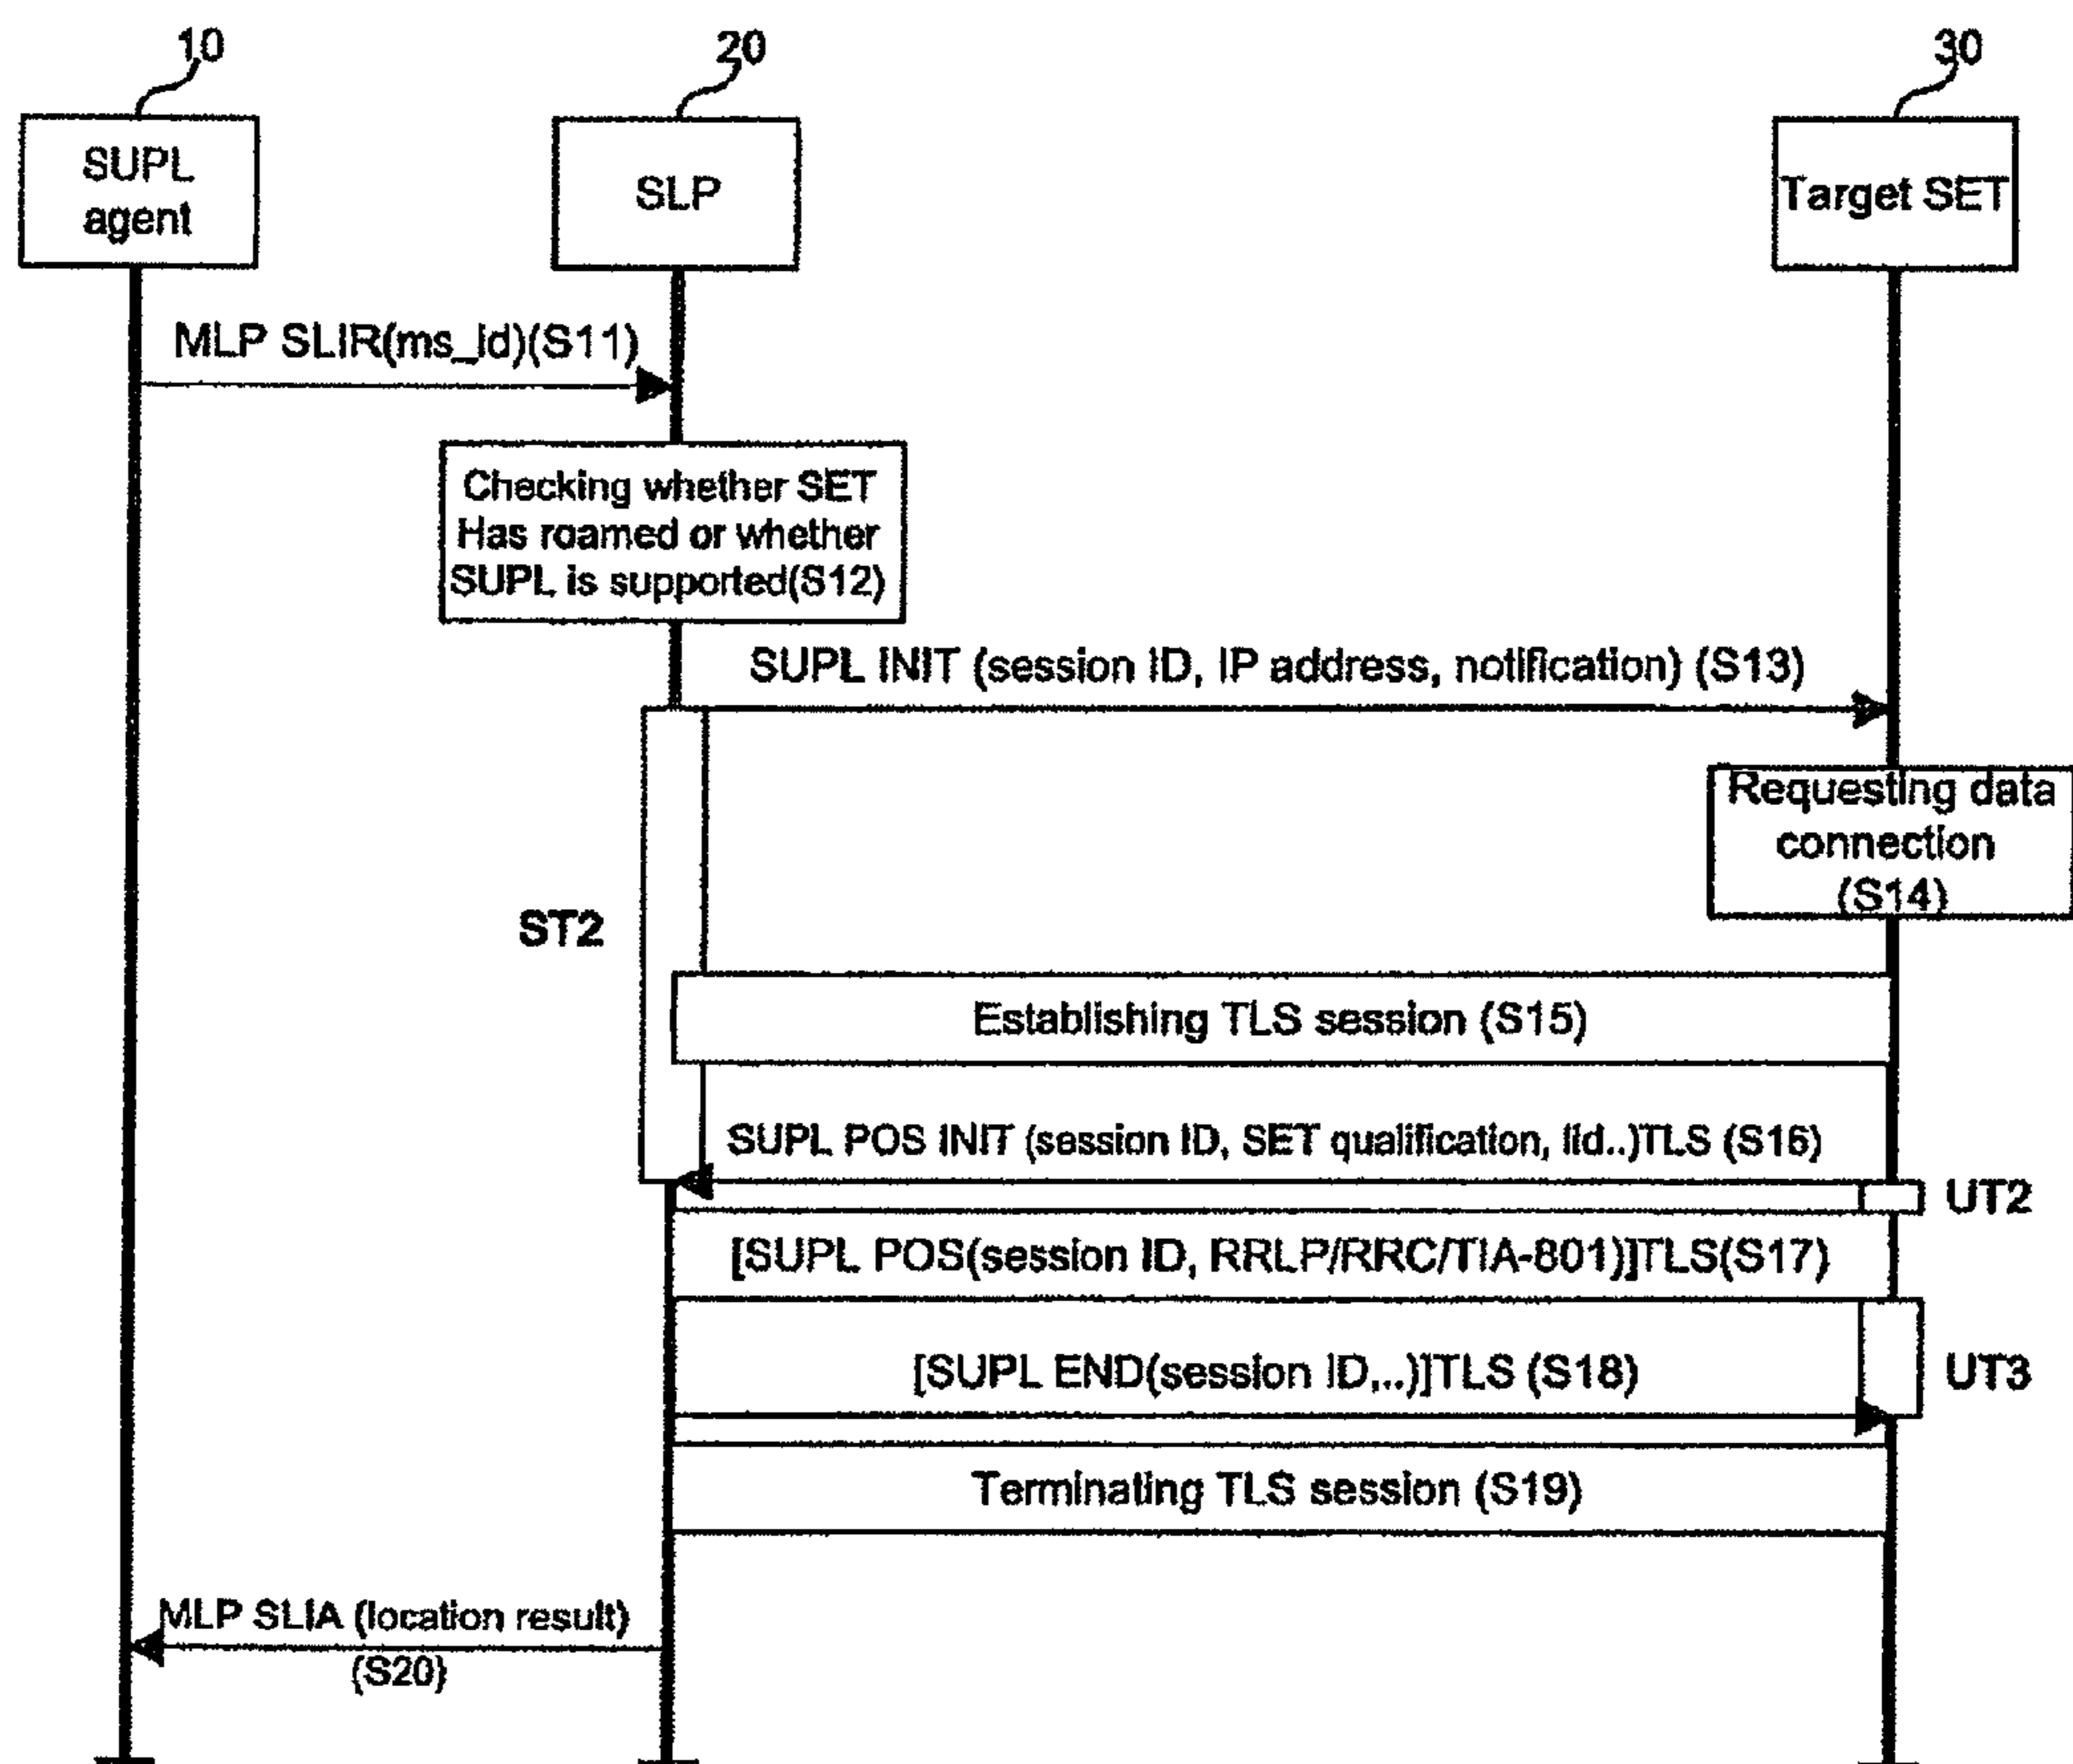 10
20
30
SUPL
agent
SLP
Target SET
MLP SLIR(ms_id)(S11)
Checking whether SET
Has roamed or whether
SUPL is supported(S12)
SUPL INIT (session ID, IP address, notification) (S13)
Requesting data
connection
(S14)
ST2
Establishing TLS session (S15)
SUPL POS INIT (session ID, SET qualification, lid..)TLS (S16)
UT2
[SUPL POS(session ID, RRLP/RRC/TIA-801)]TLS(S17)
[SUPL END(session ID,..)]TLS (S18)
UT3
Terminating TLS session (S19)
MLP SLIA (location result)
(S20)